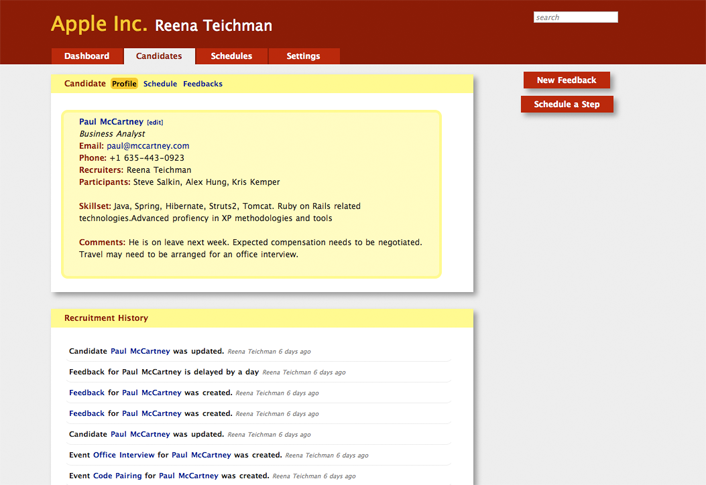 Apple Inc. Reena Teichman
search
Dashboard Candidates Schedules Settings
Candidate Profile Schedule Feedbacks
New Feedback
Schedule a Step
Paul McCartney [edit]
Business Analyst
Email: paul@mccartney.com
Phone: +1 635-443-0923
Recruiters: Reena Teichman
Participants: Steve Salkin, Alex Hung, Kris Kemper
Skillset: Java, Spring, Hibernate, Struts2, Tomcat. Ruby on Rails related
technologies.Advanced profiency in XP methodologies and tools
Comments: He is on leave next week. Expected compensation needs to be negotiated.
Travel may need to be arranged for an office interview.
Recruitment History
Candidate Paul McCartney was updated. Reena Teichman 6 days ago
Feedback for Paul McCartney is delayed by a day Reena Teichman 6 days ago
Feedback for Paul McCartney was created. Reena Teichman 6 days ago
Feedback for Paul McCartney was created. Reena Teichman 6 days ago
Candidate Paul McCartney was updated. Reena Teichman 6 days ago
Event Office Interview for Paul McCartney was created. Reena Teichman 6 days ago
Event Code Pairing for Paul McCartney was created. Reena Teichman 6 days ago